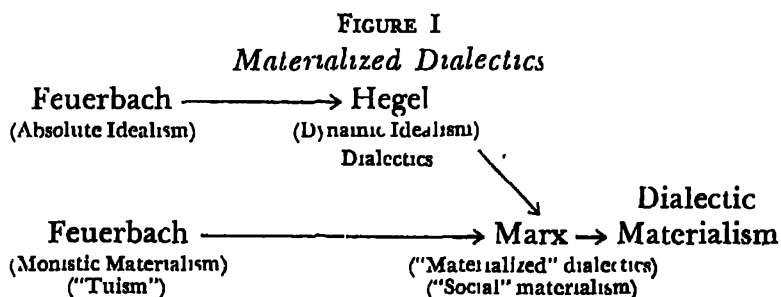 FIGURE I
Materialized Dialectics
Feuerbach → Hegel
(Absolute Idealism) (Dynamic Idealism)
Dialectics
Dialectic
Feuerbach → Marx → Materialism
(Monistic Materialism) ("Materialized" dialectics)
("Tuism") ("Social" materialism)